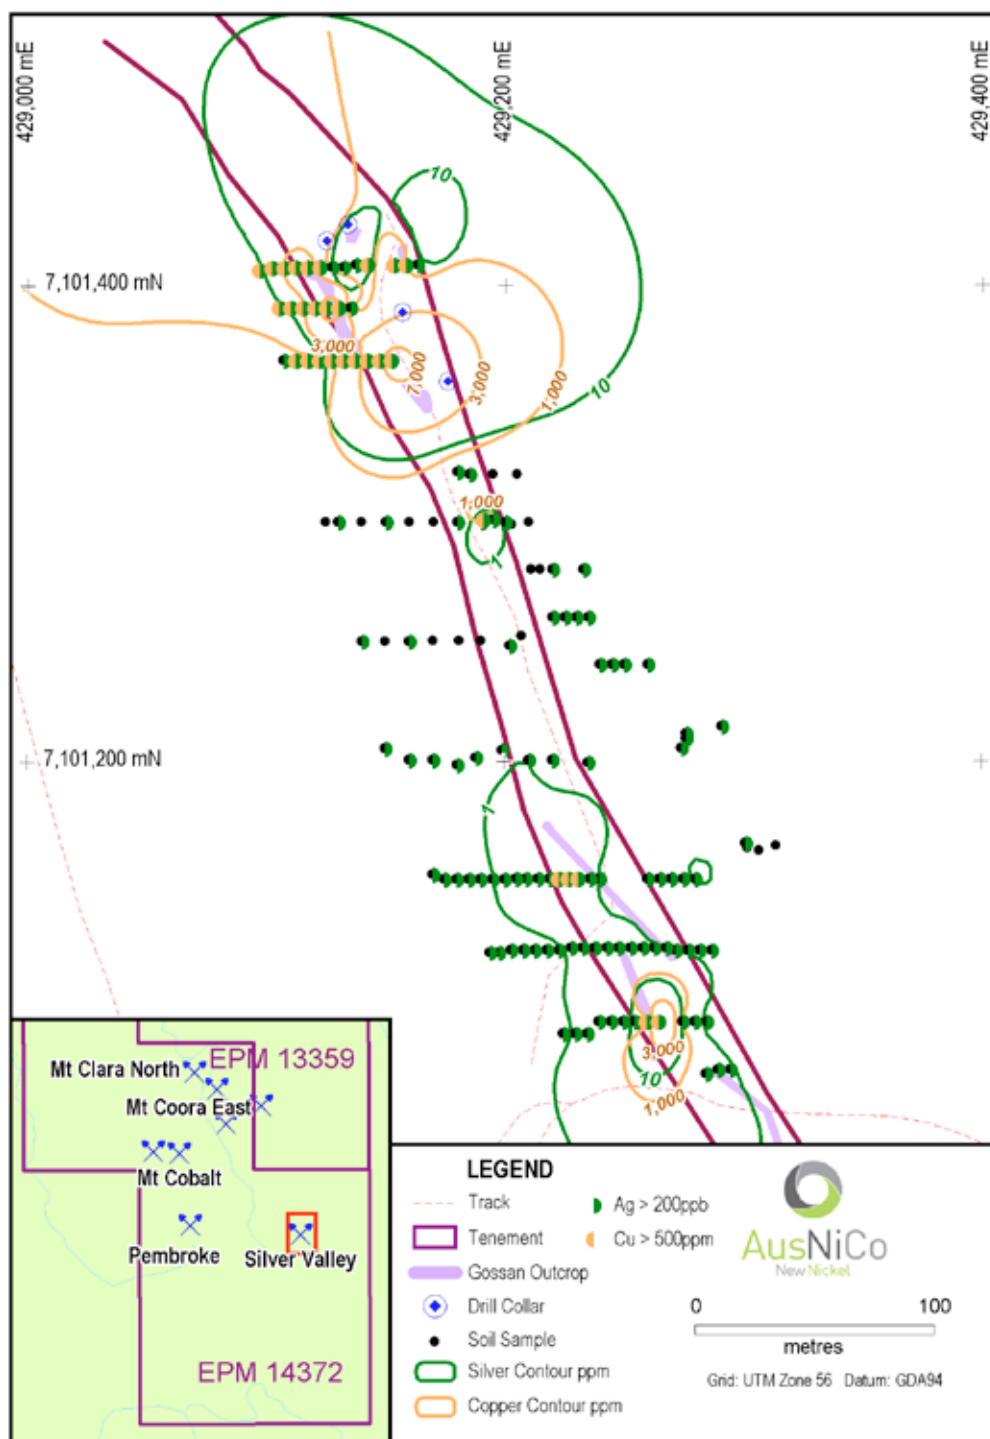 429,000 mE
429,200 mE
429,400 mE
10
7,101,400 mN
3,000
7,000
3,000
1,000
10
1,000
1
7,101,200 mN
1
3,000
10
1,000
EPM 13359
Mt Clara North
Mt Coora East
Mt Cobalt
Pembroke
Silver Valley
EPM 14372
LEGEND
Track
Tenement
Gossan Outcrop
Drill Collar
Soil Sample
Silver Contour ppm
Copper Contour ppm
Ag > 200ppb
Cu > 500ppm
AusNiCo
New Nickel
0 100
metres
Grid: UTM Zone 56 Datum: GDA94